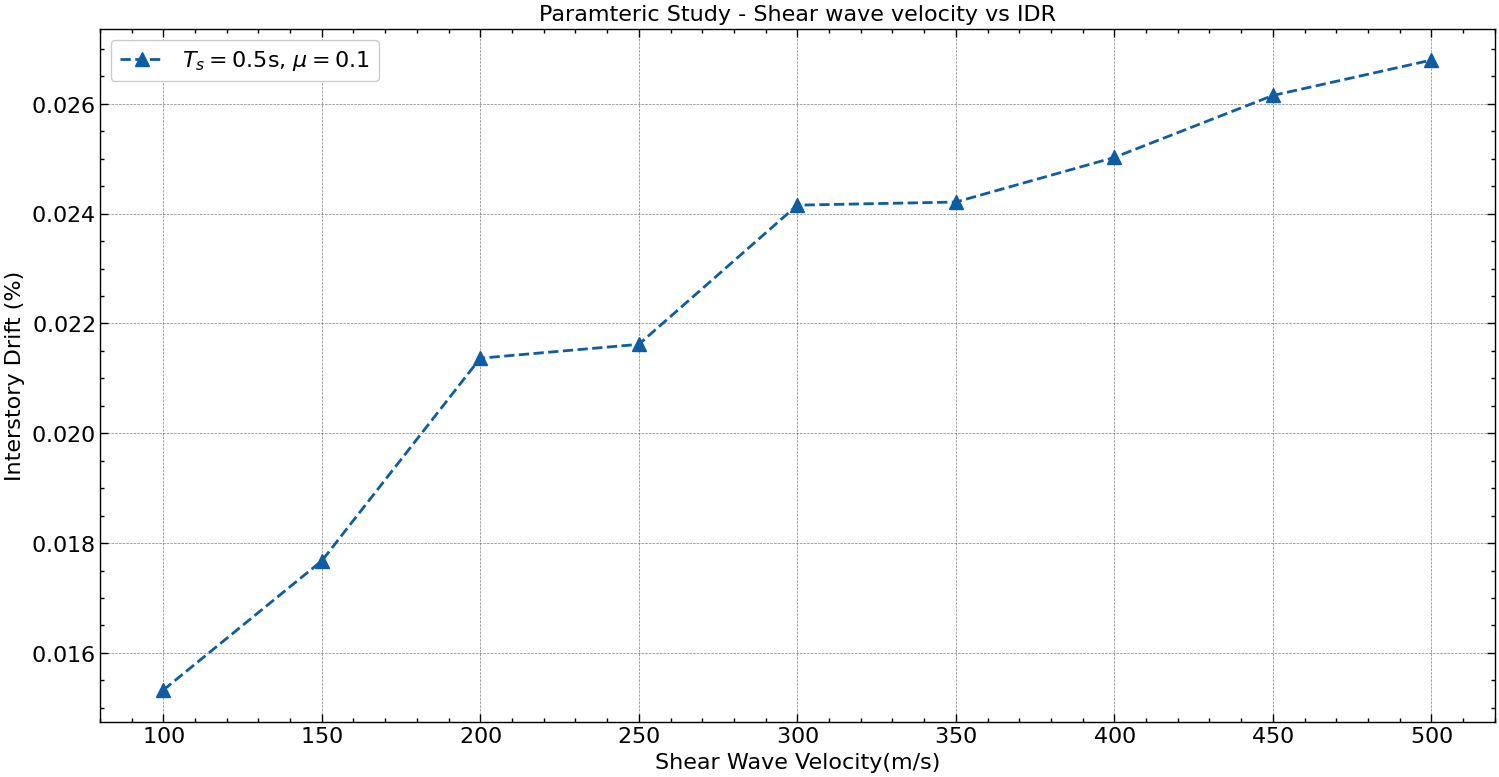 Paramteric Study - Shear wave velocity vs IDR
T_s = 0.5s, μ = 0.1
0.026
0.024
0.022
0.020
0.018
0.016
Interstory Drift (%)
100 150 200 250 300 350 400 450 500
Shear Wave Velocity(m/s)